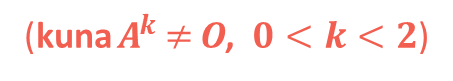 (kuna A^k ≠ O, 0 < k < 2)